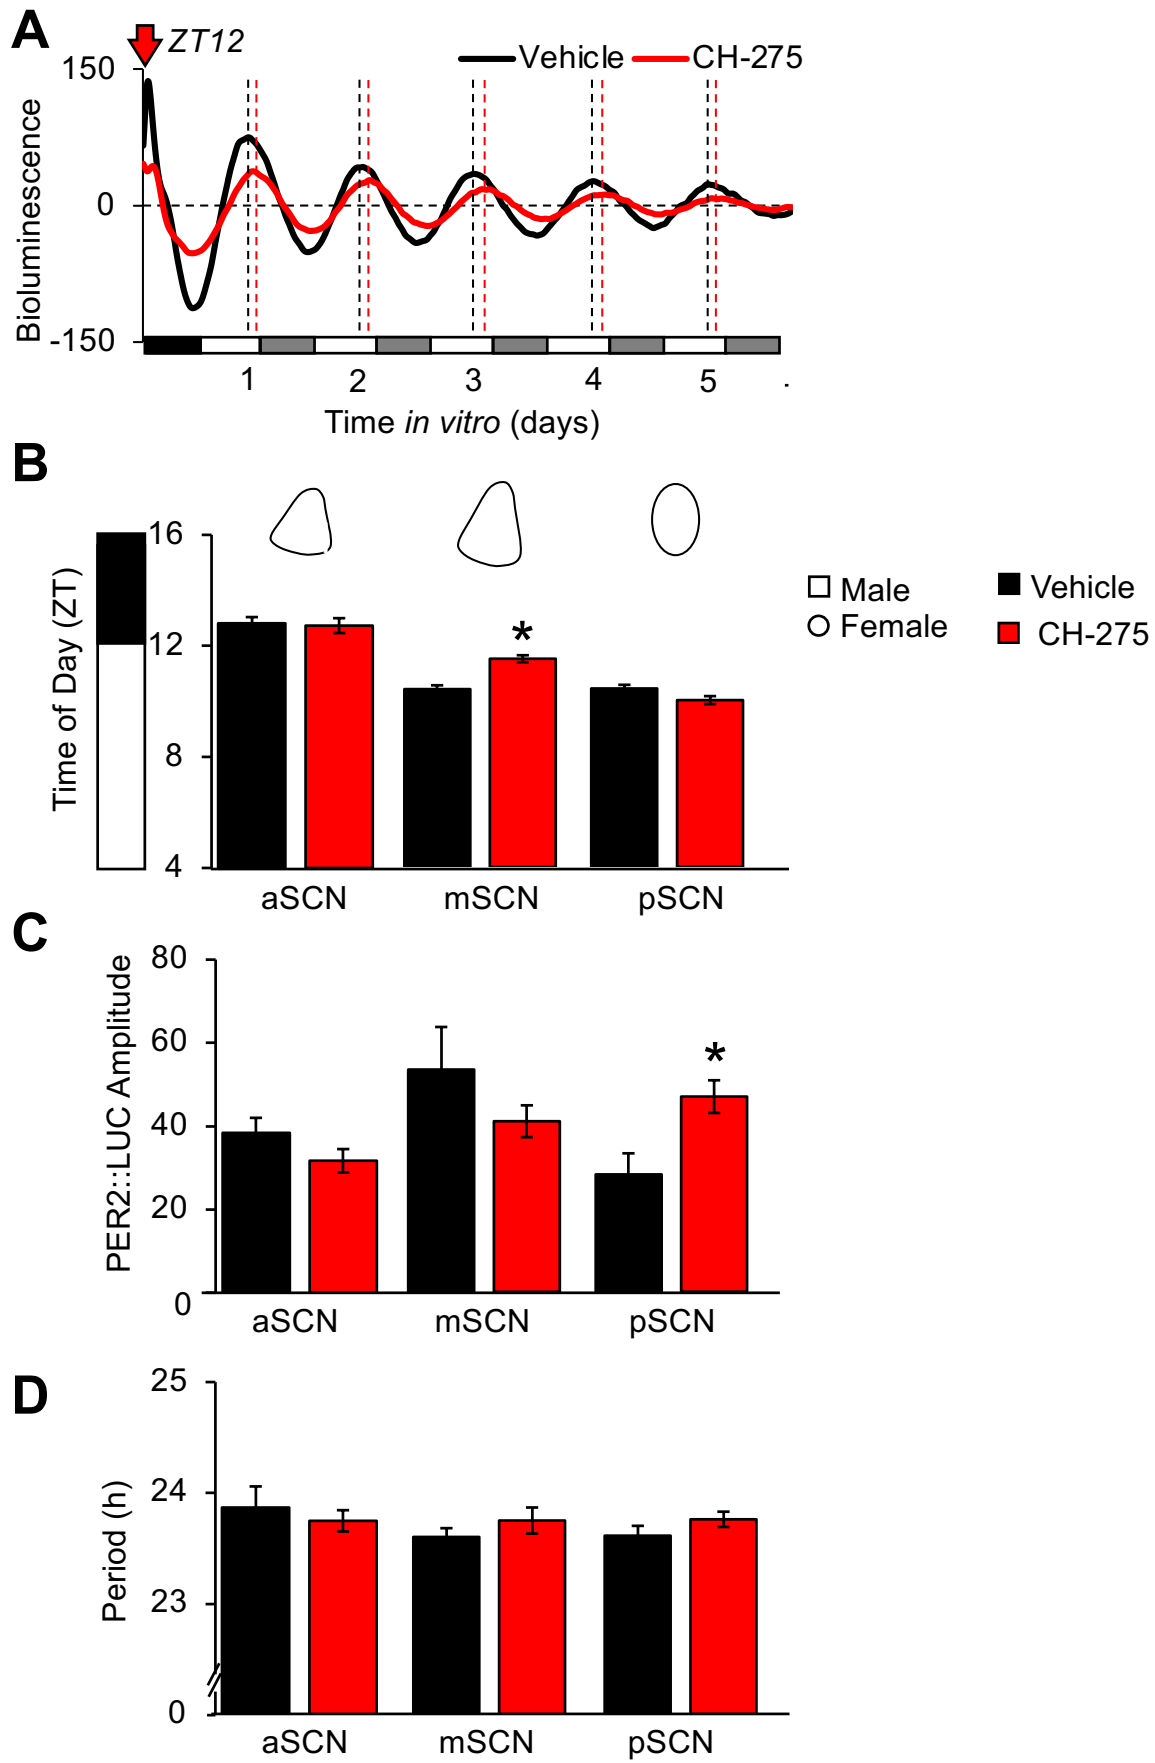 A
ZT12
Vehicle
CH-275
150
0
-150
Bioluminescence
1 2 3 4 5
Time in vitro (days)
B
16
12
8
4
Time of Day (ZT)
*
Male
Female
Vehicle
CH-275
aSCN mSCN pSCN
C
80
60
40
20
0
PER2::LUC Amplitude
*
aSCN mSCN pSCN
D
25
24
23
0
Period (h)
aSCN mSCN pSCN